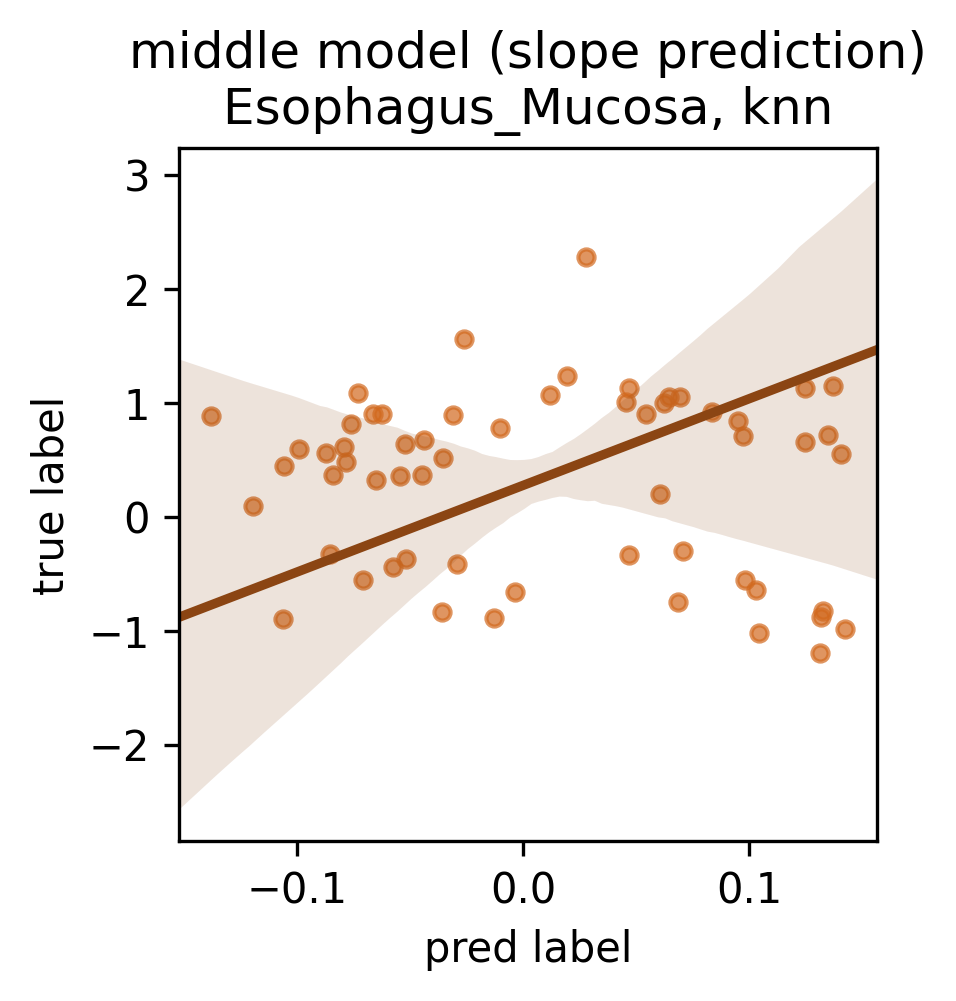 middle model (slope prediction)
Esophagus_Mucosa, knn
3
2
1
0
−1
−2
true label
−0.1
0.0
0.1
pred label